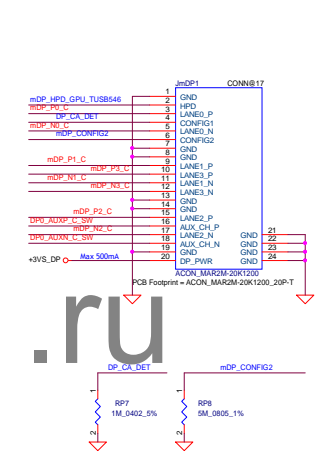 JmDP1 CONN@17
1 GND
mDP_HPD_GPU_TUSB546 2 HPD
mDP_P0_C 3 LANE0_P
DP_CA_DET 4 CONFIG1
mDP_N0_C 5 LANE0_N
mDP_CONFIG2 6 CONFIG2
7 GND
8 GND
mDP_P1_C 9 LANE1_P
mDP_P3_C 10 LANE3_P
mDP_N1_C 11 LANE1_N
mDP_N3_C 12 LANE3_N
13 GND
14 GND
mDP_P2_C 15 LANE2_P
DP0_AUXP_C_SW 16 AUX_CH_P
mDP_N2_C 17 LANE2_N GND 21
DP0_AUXN_C_SW 18 AUX_CH_N GND 22
19 GND GND 23
+3VS_DP Max 500mA 20 DP_PWR GND 24
ACON_MAR2M-20K1200
PCB Footprint = ACON_MAR2M-20K1200_20P-T
.ru
DP_CA_DET mDP_CONFIG2
1 1
RP7 RP8
1M_0402_5% 5M_0805_1%
2 2